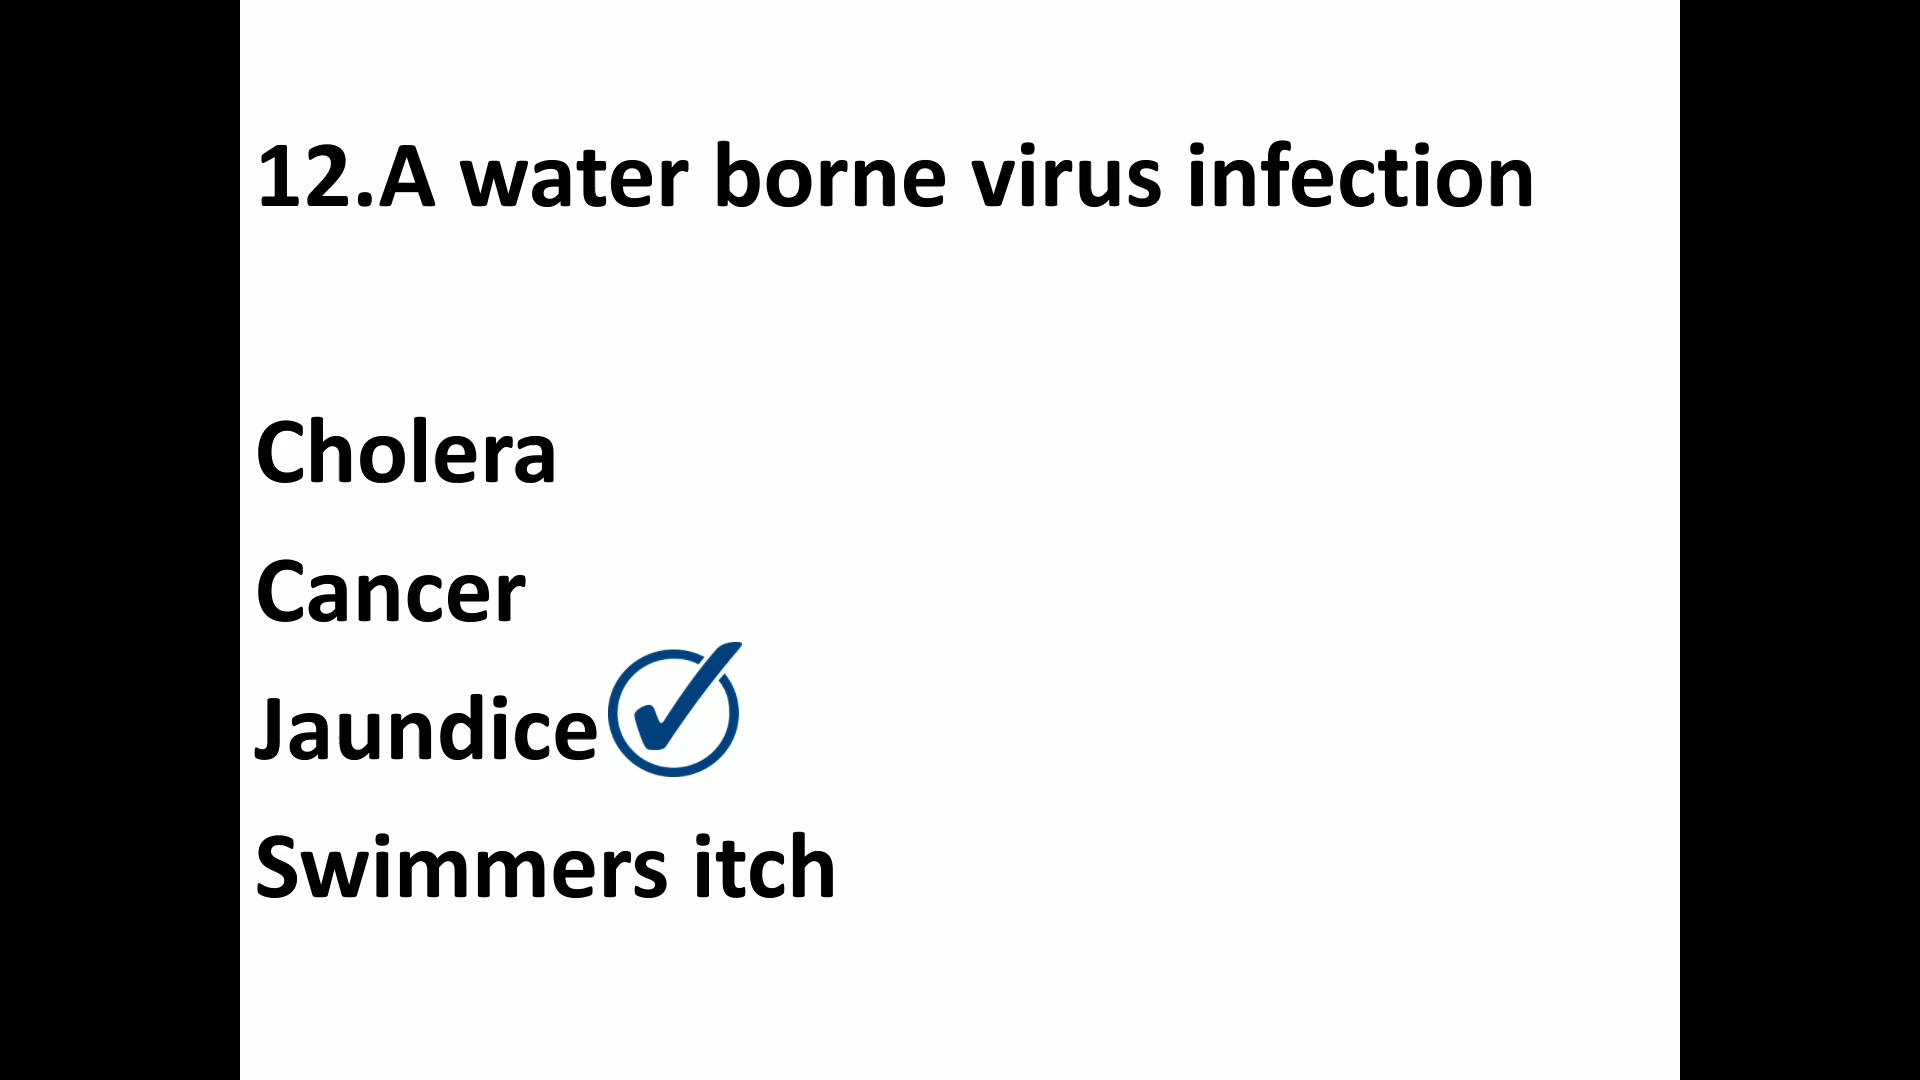 12.A water borne virus infection
Cholera
Cancer
Jaundice
Swimmers itch